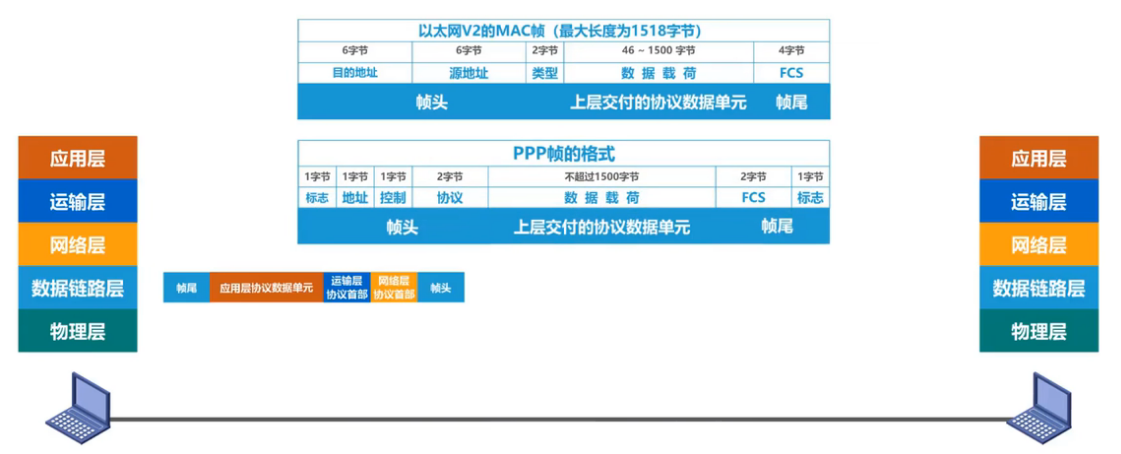 以太网V2的MAC帧（最大长度为1518字节）
6字节 6字节 2字节 46 ~ 1500 字节 4字节
目的地址 源地址 类型 数 据 载 荷 FCS
帧头 上层交付的协议数据单元 帧尾
PPP帧的格式
1字节 1字节 1字节 2字节 不超过1500字节 2字节 1字节
标志 地址 控制 协议 数 据 载 荷 FCS 标志
帧头 上层交付的协议数据单元 帧尾
应用层
运输层
网络层
数据链路层
物理层
帧尾 应用层协议数据单元 运输层协议首部 网络层协议首部 帧头
应用层
运输层
网络层
数据链路层
物理层